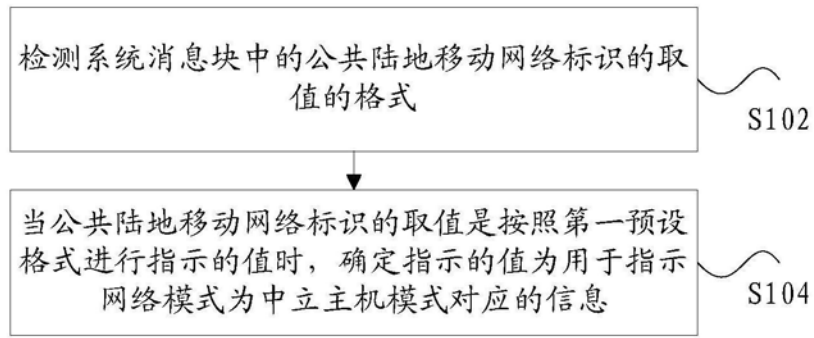 检测系统消息块中的公共陆地移动网络标识的取
值的格式
S102
当公共陆地移动网络标识的取值是按照第一预设
格式进行指示的值时，确定指示的值为用于指示
网络模式为中立主机模式对应的信息
S104